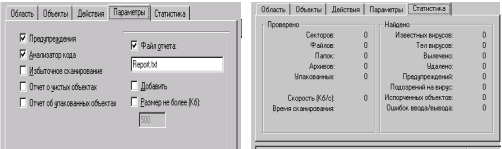 Область Объекты Действия Параметры Статистика
Предупреждения
Анализатор кода
Избыточное сканирование
Отчет о чистых объектах
Отчет об упакованных объектах
Файл отчета:
Report.txt
Добавить
Размер не более (Кб):
500
Область Объекты Действия Параметры Статистика
Проверено
Секторов: 0
Файлов: 0
Папок: 0
Архивов: 0
Упакованных: 0
Скорость (Кб/с): 0
Время сканирования:
Найдено
Известных вирусов: 0
Тел вирусов: 0
Вылечено: 0
Удалено: 0
Предупреждений: 0
Подозрений на вирус: 0
Испорченных объектов: 0
Ошибок ввода/вывода: 0